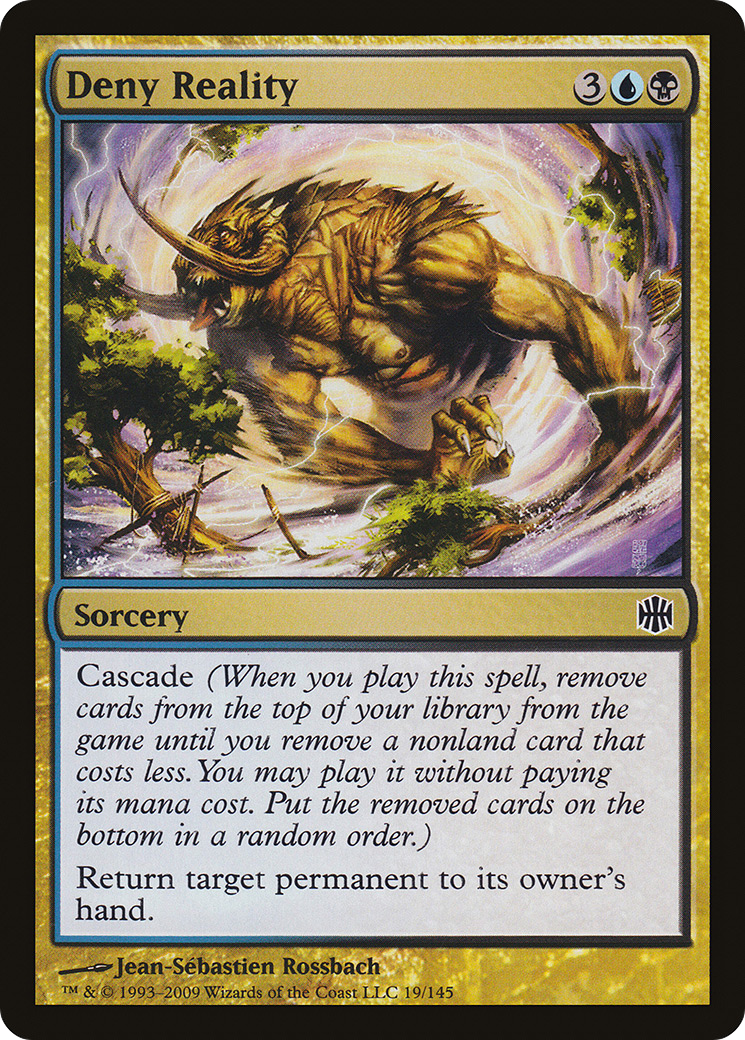 Deny Reality 3
Sorcery
Cascade (When you play this spell, remove
cards from the top of your library from the
game until you remove a nonland card that
costs less. You may play it without paying
its mana cost. Put the removed cards on the
bottom in a random order.)
Return target permanent to its owner's
hand.
Jean-Sébastien Rossbach
™ & © 1993–2009 Wizards of the Coast LLC 19/145